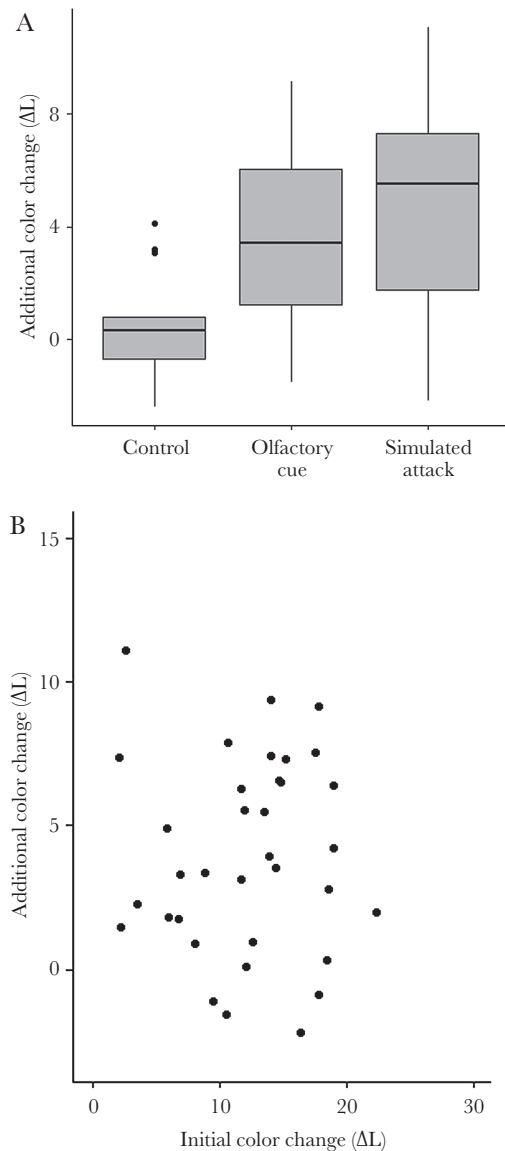 A
Additional color change (ΔL)
8
4
0
Control
Olfactory
cue
Simulated
attack
B
Additional color change (ΔL)
15
10
5
0
0
10
20
30
Initial color change (ΔL)